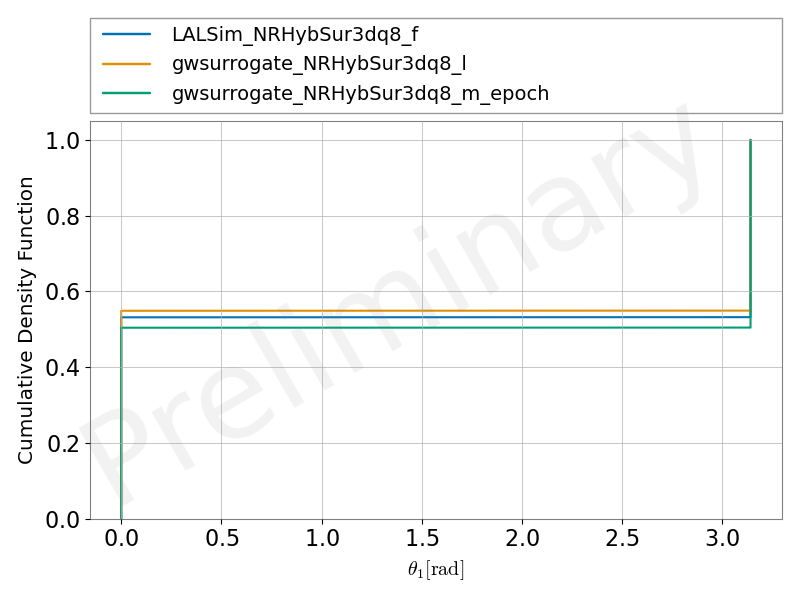 LALSim_NRHybSur3dq8_f
gwsurrogate_NRHybSur3dq8_l
gwsurrogate_NRHybSur3dq8_m_epoch
Preliminary
Cumulative Density Function
1.0
0.8
0.6
0.4
0.2
0.0
0.0 0.5 1.0 1.5 2.0 2.5 3.0
θ₁[rad]